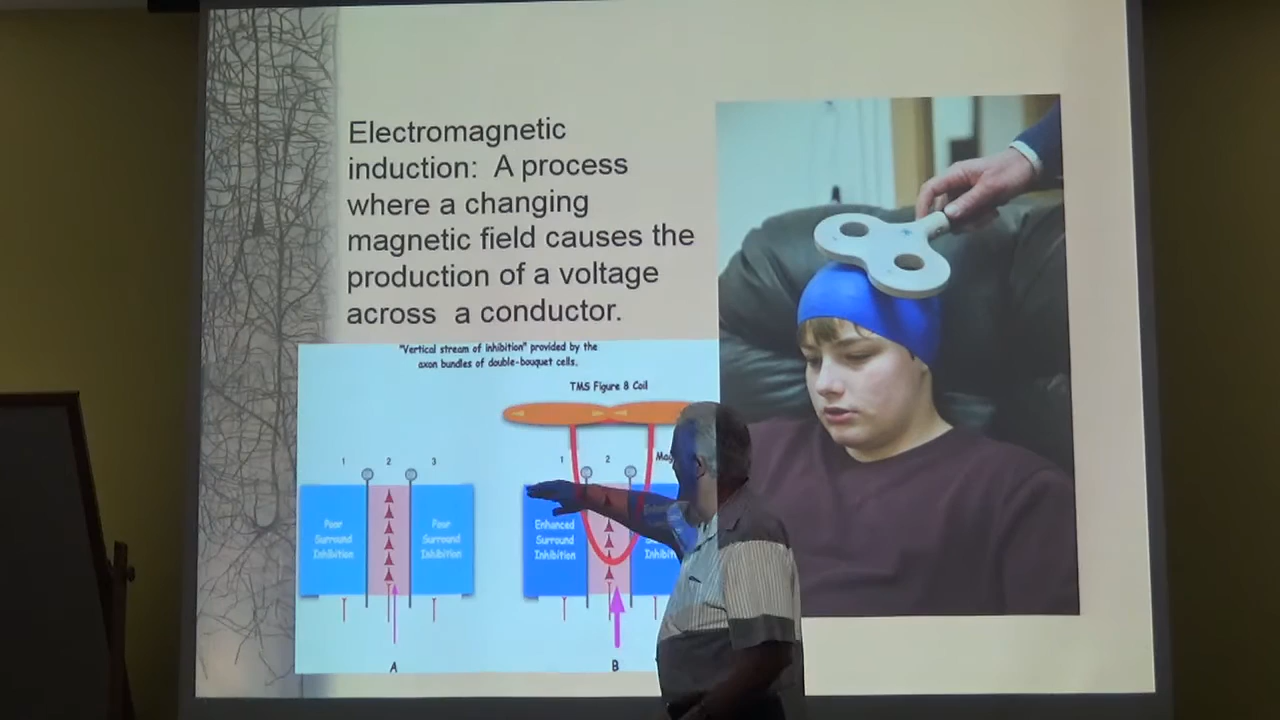 Electromagnetic
induction: A process
where a changing
magnetic field causes the
production of a voltage
across a conductor.
"Vertical stream of inhibition" provided by the
axon bundles of double-bouquet cells.
TMS Figure 8 Coil
1 2 3
1 2
Poor
Surround
Inhibition
Poor
Surround
Inhibition
Enhanced
Surround
Inhibition
A
B